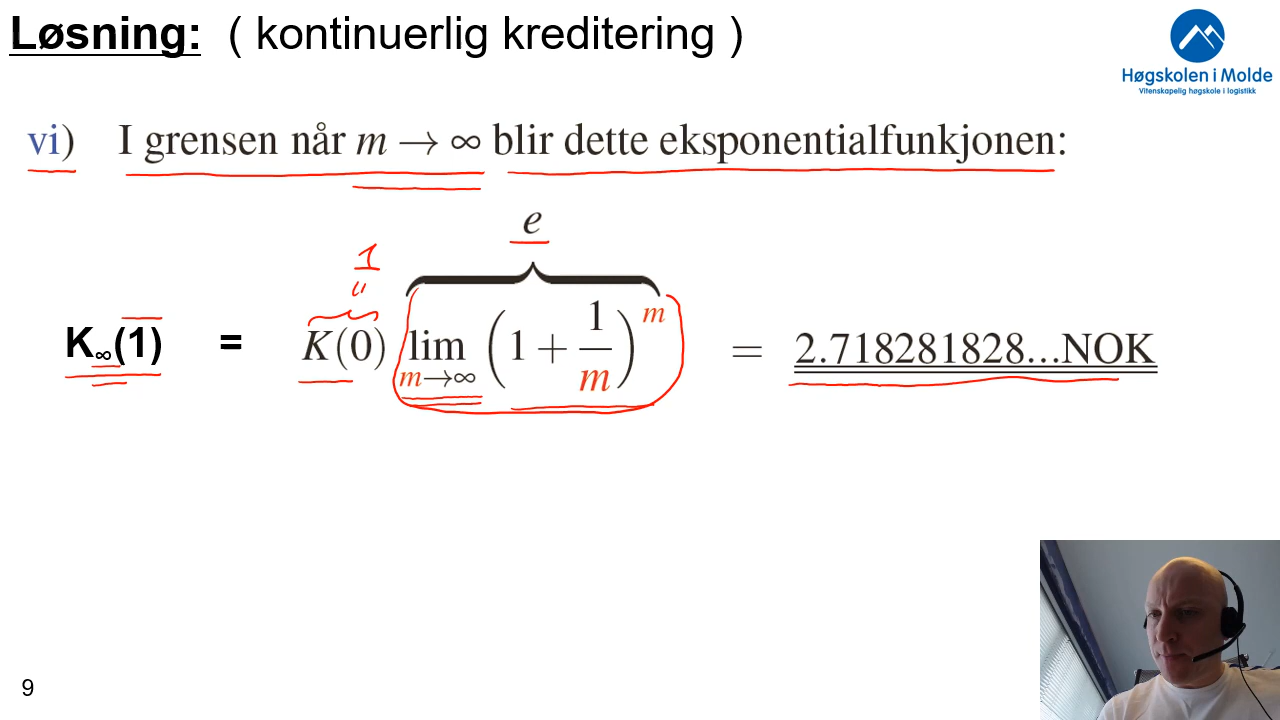 Løsning: ( kontinuerlig kreditering )
Høgskolen i Molde
Vitenskapelig høgskole i logistikk
vi) I grensen når m → ∞ blir dette eksponentialfunkjonen:
e
1
"
K∞(1) = K(0) lim m→∞ (1 + 1/m)^m = 2.718281828...NOK
9